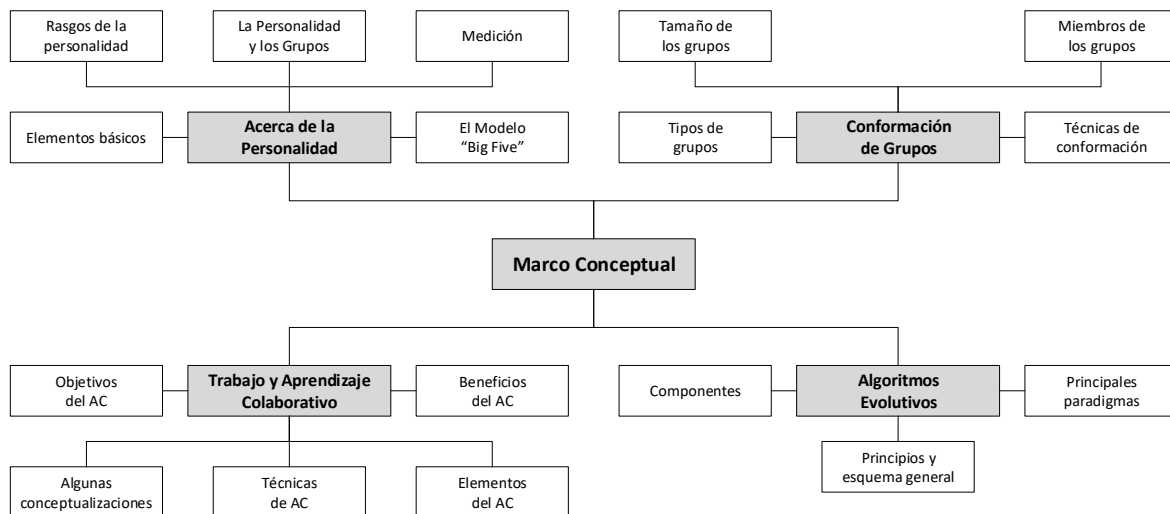 Rasgos de la
personalidad
La Personalidad
y los Grupos
Medición
Tamaño de
los grupos
Miembros de
los grupos
Elementos básicos
Acerca de la
Personalidad
El Modelo
“Big Five”
Tipos de
grupos
Conformación
de Grupos
Técnicas de
conformación
Marco Conceptual
Objetivos
del AC
Trabajo y Aprendizaje
Colaborativo
Beneficios
del AC
Componentes
Algoritmos
Evolutivos
Principales
paradigmas
Algunas
conceptualizaciones
Técnicas
de AC
Elementos
del AC
Principios y
esquema general